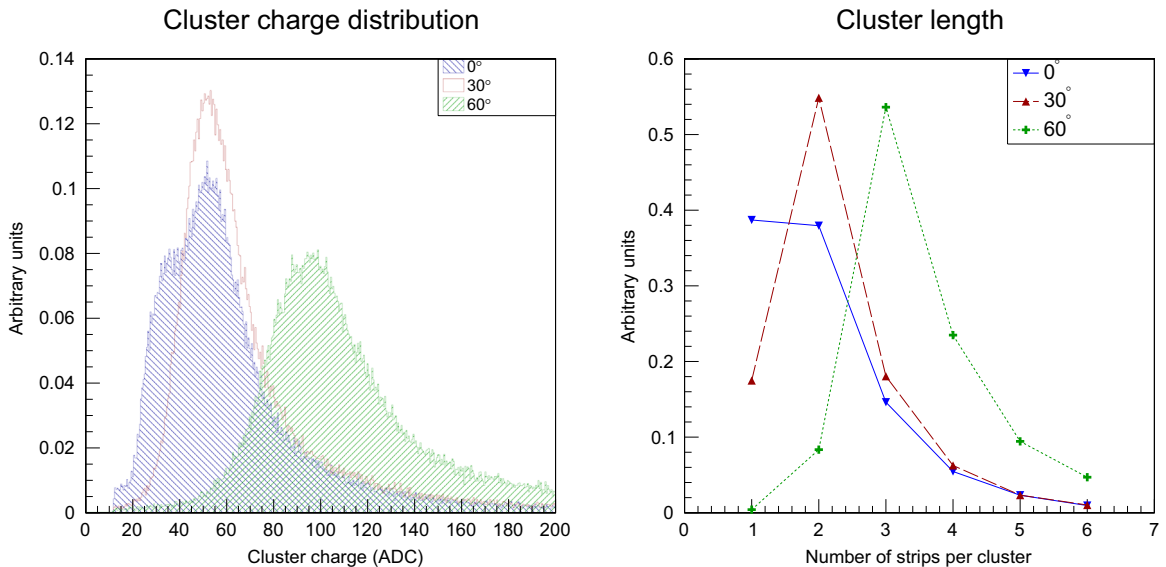 Cluster charge distribution
Arbitrary units
0.14
0.12
0.1
0.08
0.06
0.04
0.02
0
0 20 40 60 80 100 120 140 160 180 200
Cluster charge (ADC)
0°
30°
60°
Cluster length
Arbitrary units
0.6
0.5
0.4
0.3
0.2
0.1
0
0 1 2 3 4 5 6 7
Number of strips per cluster
0°
30°
60°